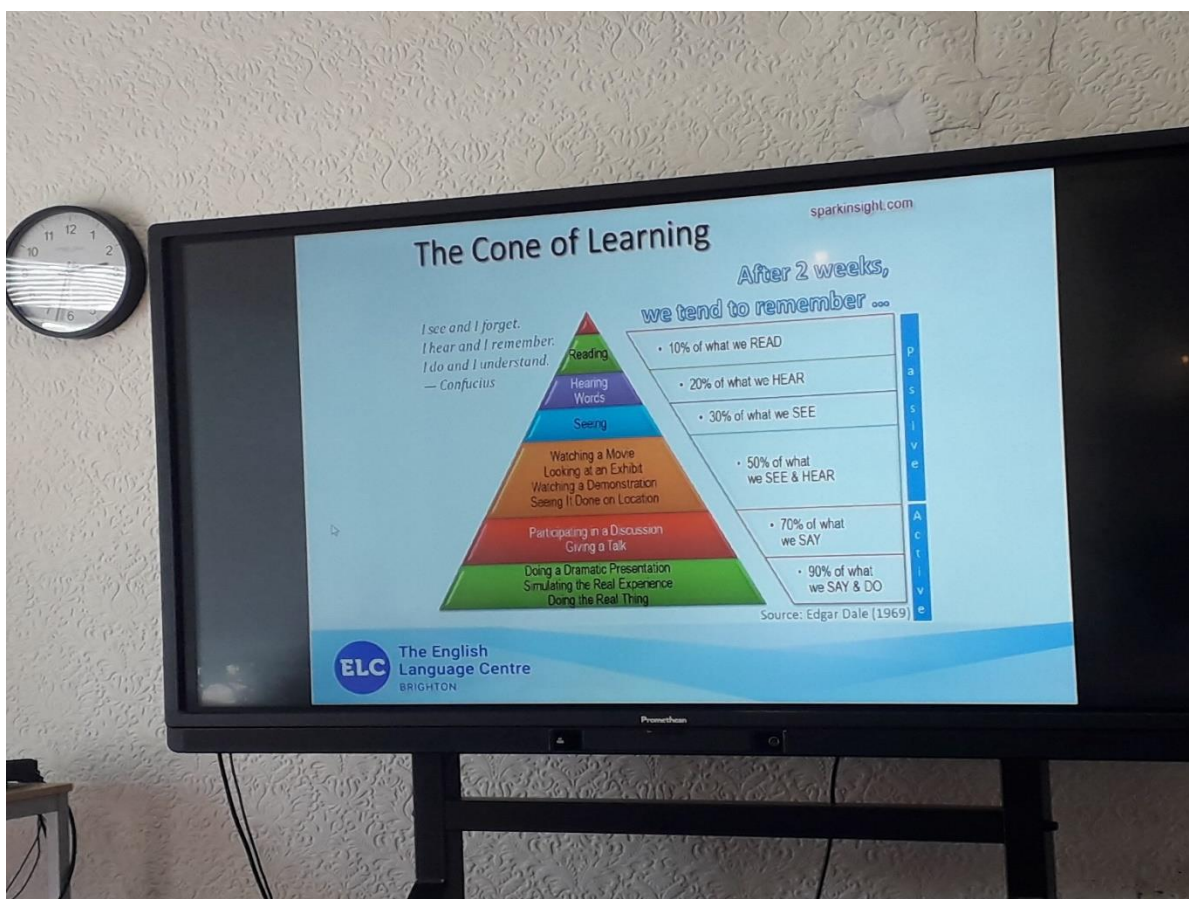 sparkinsight.com
The Cone of Learning
After 2 weeks,
we tend to remember ...
I see and I forget.
I hear and I remember.
I do and I understand.
— Confucius
Reading
Hearing
Words
Seeing
Watching a Movie
Looking at an Exhibit
Watching a Demonstration
Seeing It Done on Location
Participating in a Discussion
Giving a Talk
Doing a Dramatic Presentation
Simulating the Real Experience
Doing the Real Thing
• 10% of what we READ
• 20% of what we HEAR
• 30% of what we SEE
• 50% of what
we SEE & HEAR
• 70% of what
we SAY
• 90% of what
we SAY & DO
Passive
Active
Source: Edgar Dale (1969)
ELC
The English
Language Centre
BRIGHTON
Promethean
11 12 1
10 2
7 6